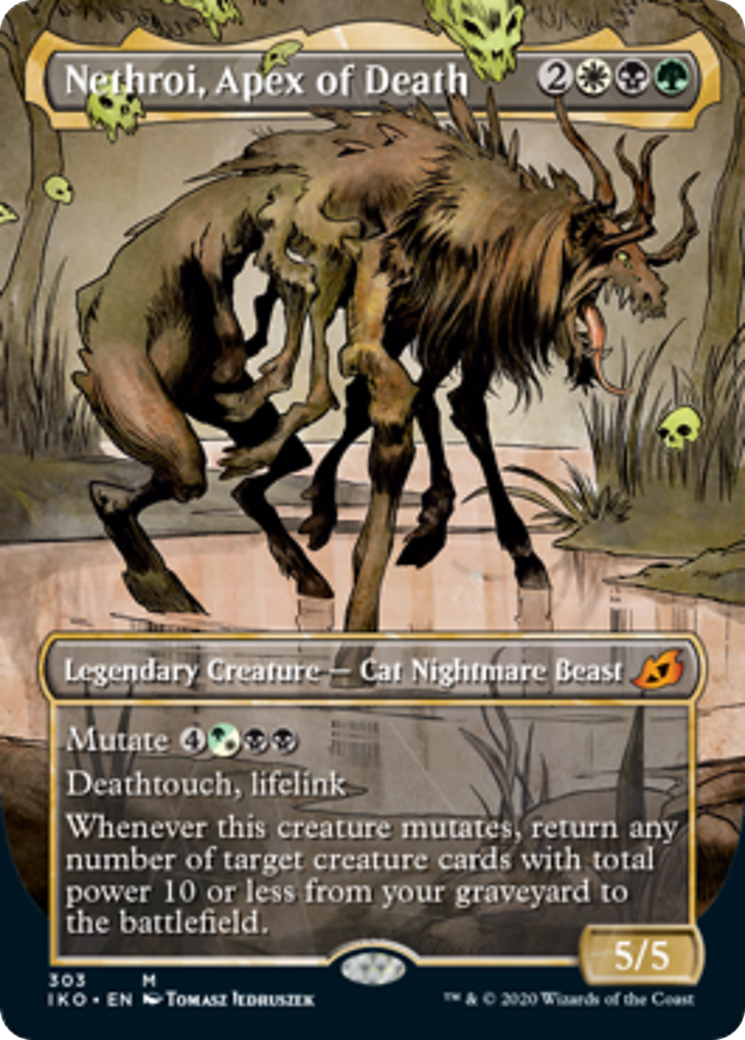 Nethroi, Apex of Death 2
Legendary Creature — Cat Nightmare Beast
Mutate 4
Deathtouch, lifelink
Whenever this creature mutates, return any
number of target creature cards with total
power 10 or less from your graveyard to
the battlefield.
5/5
303 M
IKO • EN Tomasz Jedruszek
™ & © 2020 Wizards of the Coast